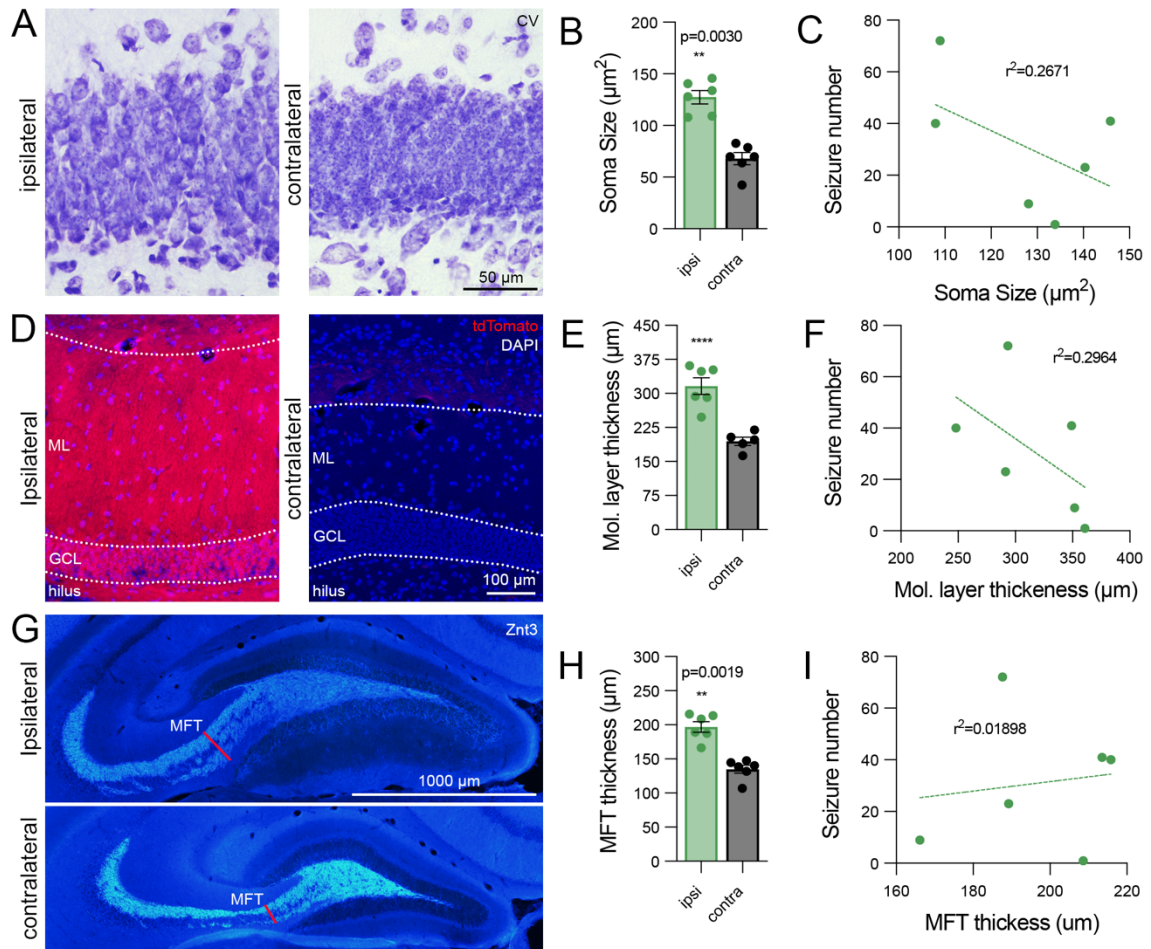 A
ipsilateral
contralateral
CV
50 µm
B
Soma Size (µm²)
200
150
100
50
0
p=0.0030
**
ipsi
contra
C
Seizure number
80
60
40
20
0
r²=0.2671
100 110 120 130 140 150
Soma Size (µm²)
D
Ipsilateral
ML
GCL
hilus
contralateral
tdTomato
DAPI
ML
GCL
hilus
100 µm
E
Mol. layer thickness (µm)
450
375
300
225
150
75
0
****
ipsi
contra
F
Seizure number
80
60
40
20
0
r²=0.2964
200 250 300 350 400
Mol. layer thickeness (µm)
G
Ipsilateral
Znt3
MFT
1000 µm
contralateral
MFT
H
MFT thickness (µm)
300
250
200
150
100
50
0
p=0.0019
**
ipsi
contra
I
Seizure number
80
60
40
20
0
r²=0.01898
160 180 200 220
MFT thickess (um)